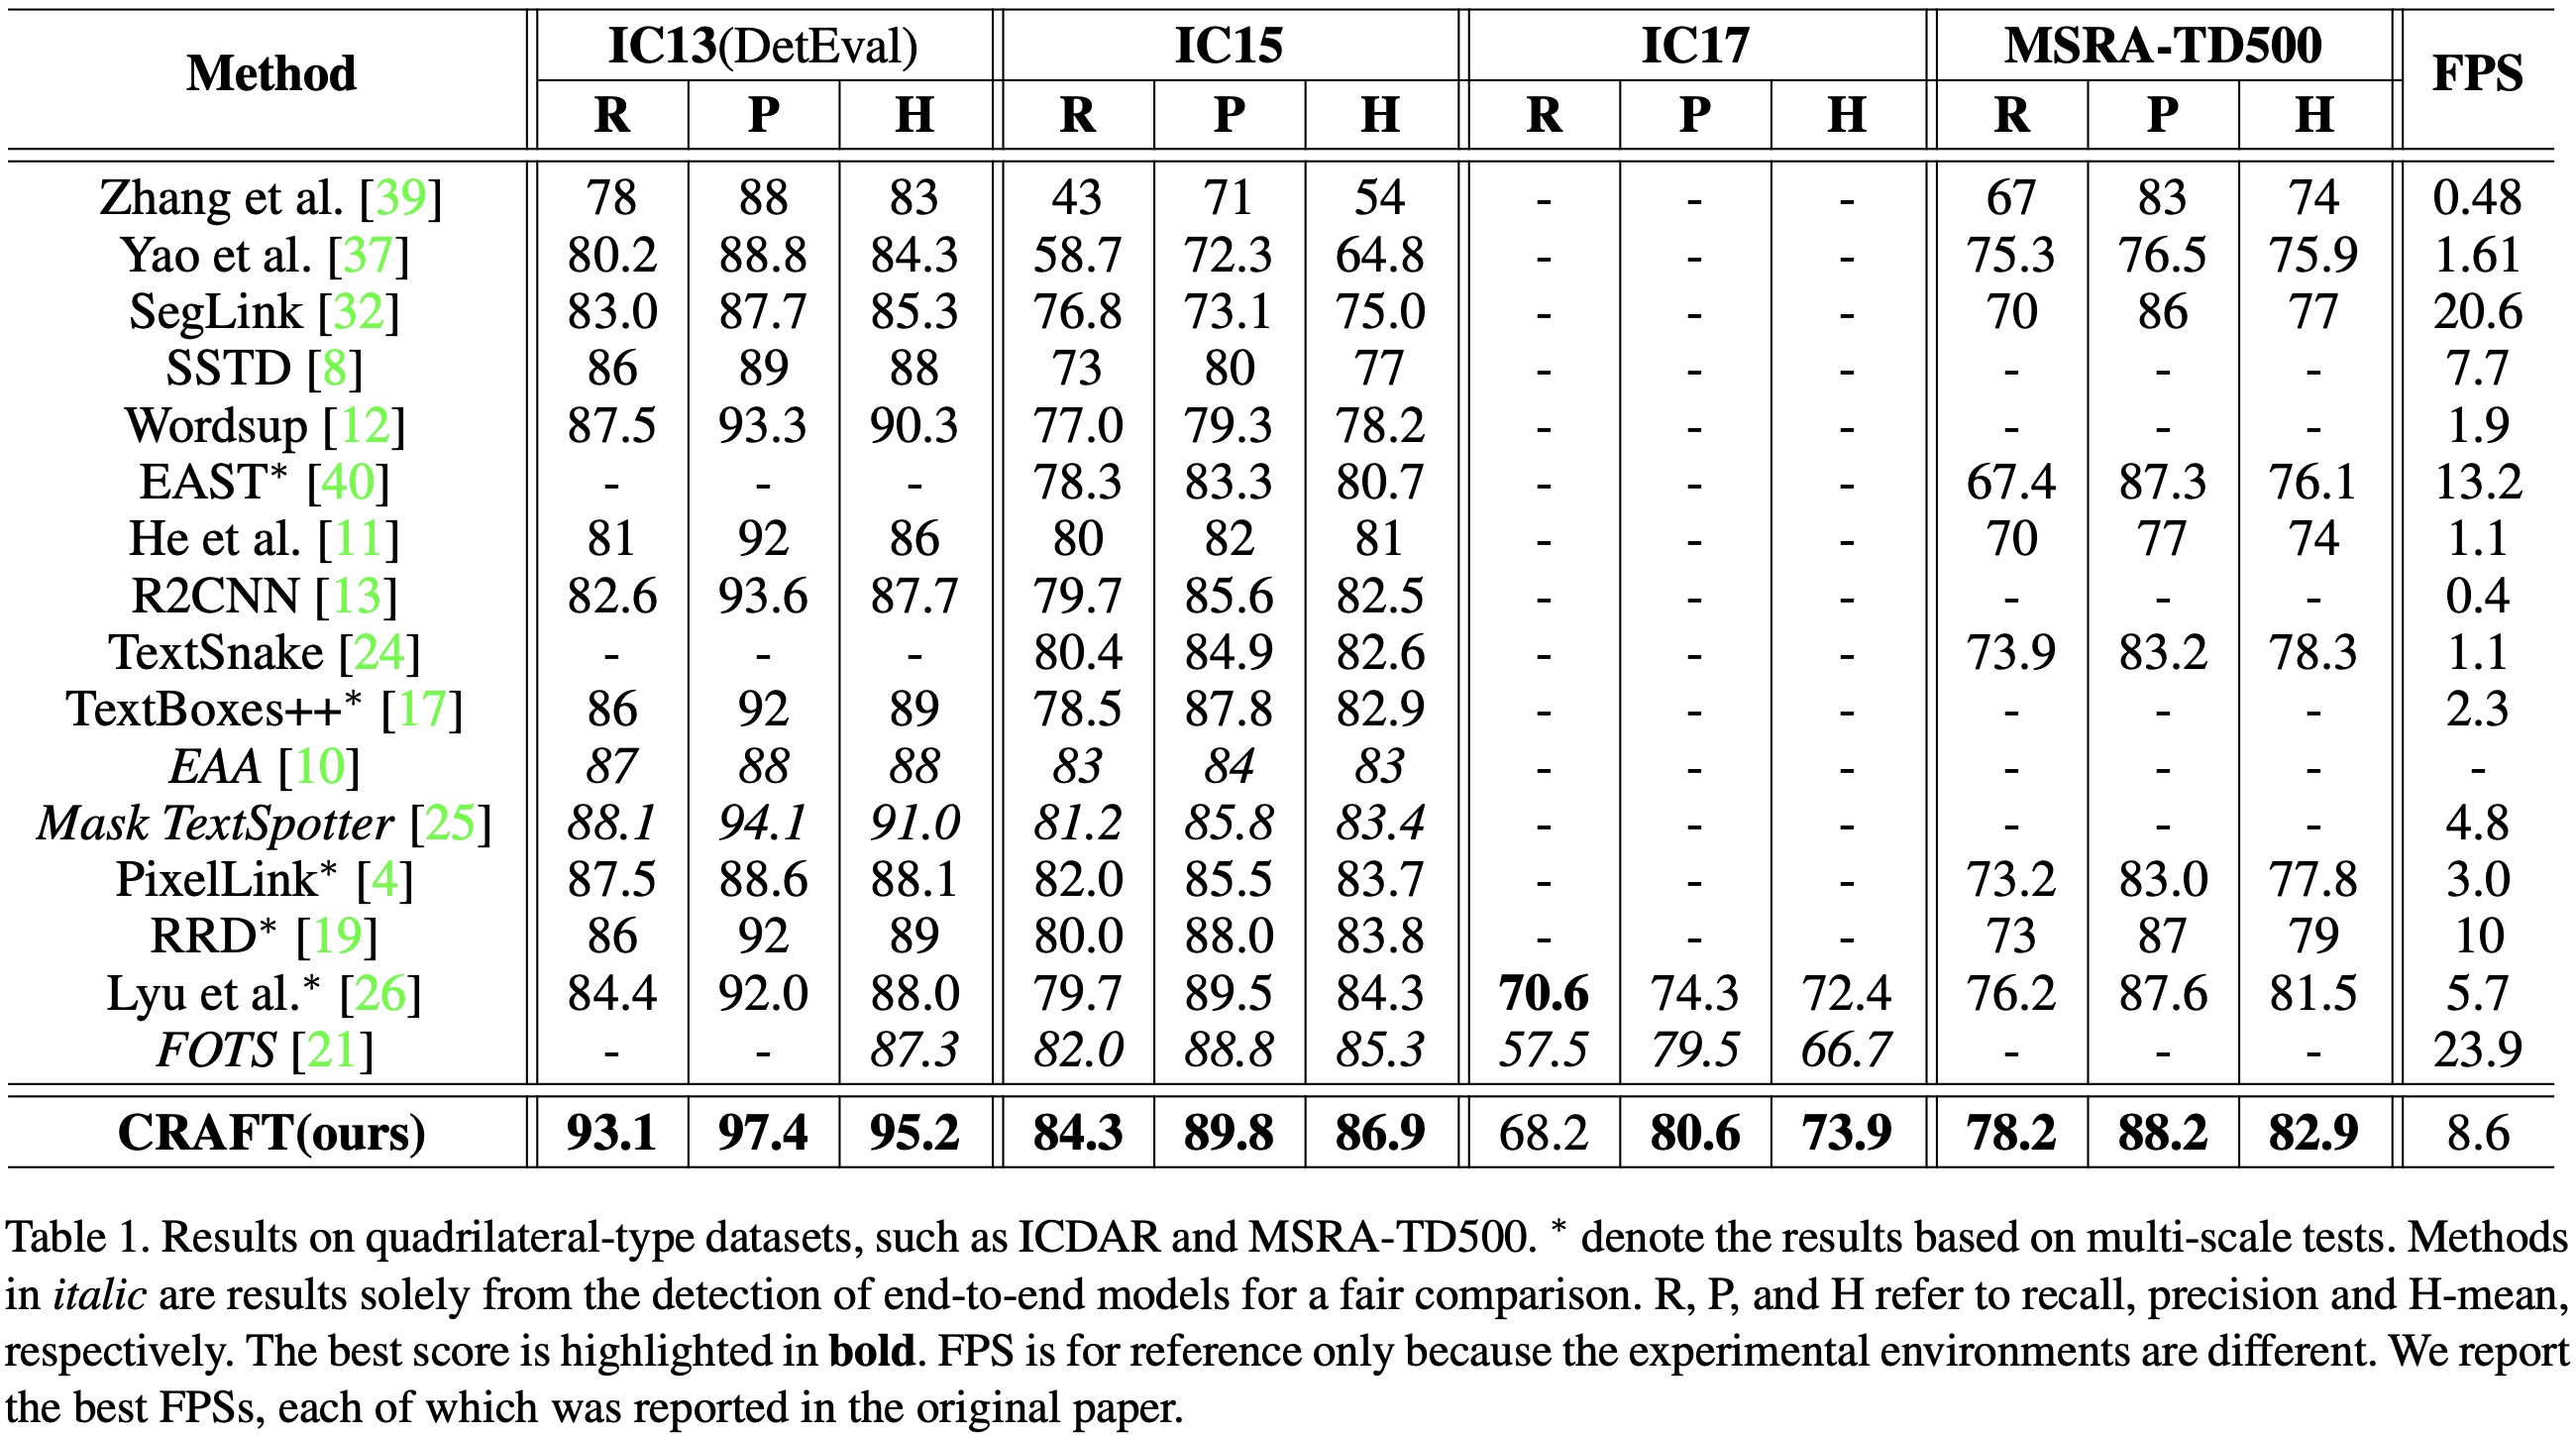 Method IC13(DetEval) IC15 IC17 MSRA-TD500 FPS
R P H R P H R P H R P H
Zhang et al. [39] 78 88 83 43 71 54 - - - 67 83 74 0.48
Yao et al. [37] 80.2 88.8 84.3 58.7 72.3 64.8 - - - 75.3 76.5 75.9 1.61
SegLink [32] 83.0 87.7 85.3 76.8 73.1 75.0 - - - 70 86 77 20.6
SSTD [8] 86 89 88 73 80 77 - - - - - - 7.7
Wordsup [12] 87.5 93.3 90.3 77.0 79.3 78.2 - - - - - - 1.9
EAST* [40] - - - 78.3 83.3 80.7 - - - 67.4 87.3 76.1 13.2
He et al. [11] 81 92 86 80 82 81 - - - 70 77 74 1.1
R2CNN [13] 82.6 93.6 87.7 79.7 85.6 82.5 - - - - - - 0.4
TextSnake [24] - - - 80.4 84.9 82.6 - - - 73.9 83.2 78.3 1.1
TextBoxes++* [17] 86 92 89 78.5 87.8 82.9 - - - - - - 2.3
EAA [10] 87 88 88 83 84 83 - - - - - - -
Mask TextSpotter [25] 88.1 94.1 91.0 81.2 85.8 83.4 - - - - - - 4.8
PixelLink* [4] 87.5 88.6 88.1 82.0 85.5 83.7 - - - 73.2 83.0 77.8 3.0
RRD* [19] 86 92 89 80.0 88.0 83.8 - - - 73 87 79 10
Lyu et al.* [26] 84.4 92.0 88.0 79.7 89.5 84.3 70.6 74.3 72.4 76.2 87.6 81.5 5.7
FOTS [21] - - 87.3 82.0 88.8 85.3 57.5 79.5 66.7 - - - 23.9
CRAFT(ours) 93.1 97.4 95.2 84.3 89.8 86.9 68.2 80.6 73.9 78.2 88.2 82.9 8.6
Table 1. Results on quadrilateral-type datasets, such as ICDAR and MSRA-TD500. * denote the results based on multi-scale tests. Methods
in italic are results solely from the detection of end-to-end models for a fair comparison. R, P, and H refer to recall, precision and H-mean,
respectively. The best score is highlighted in bold. FPS is for reference only because the experimental environments are different. We report
the best FPSs, each of which was reported in the original paper.